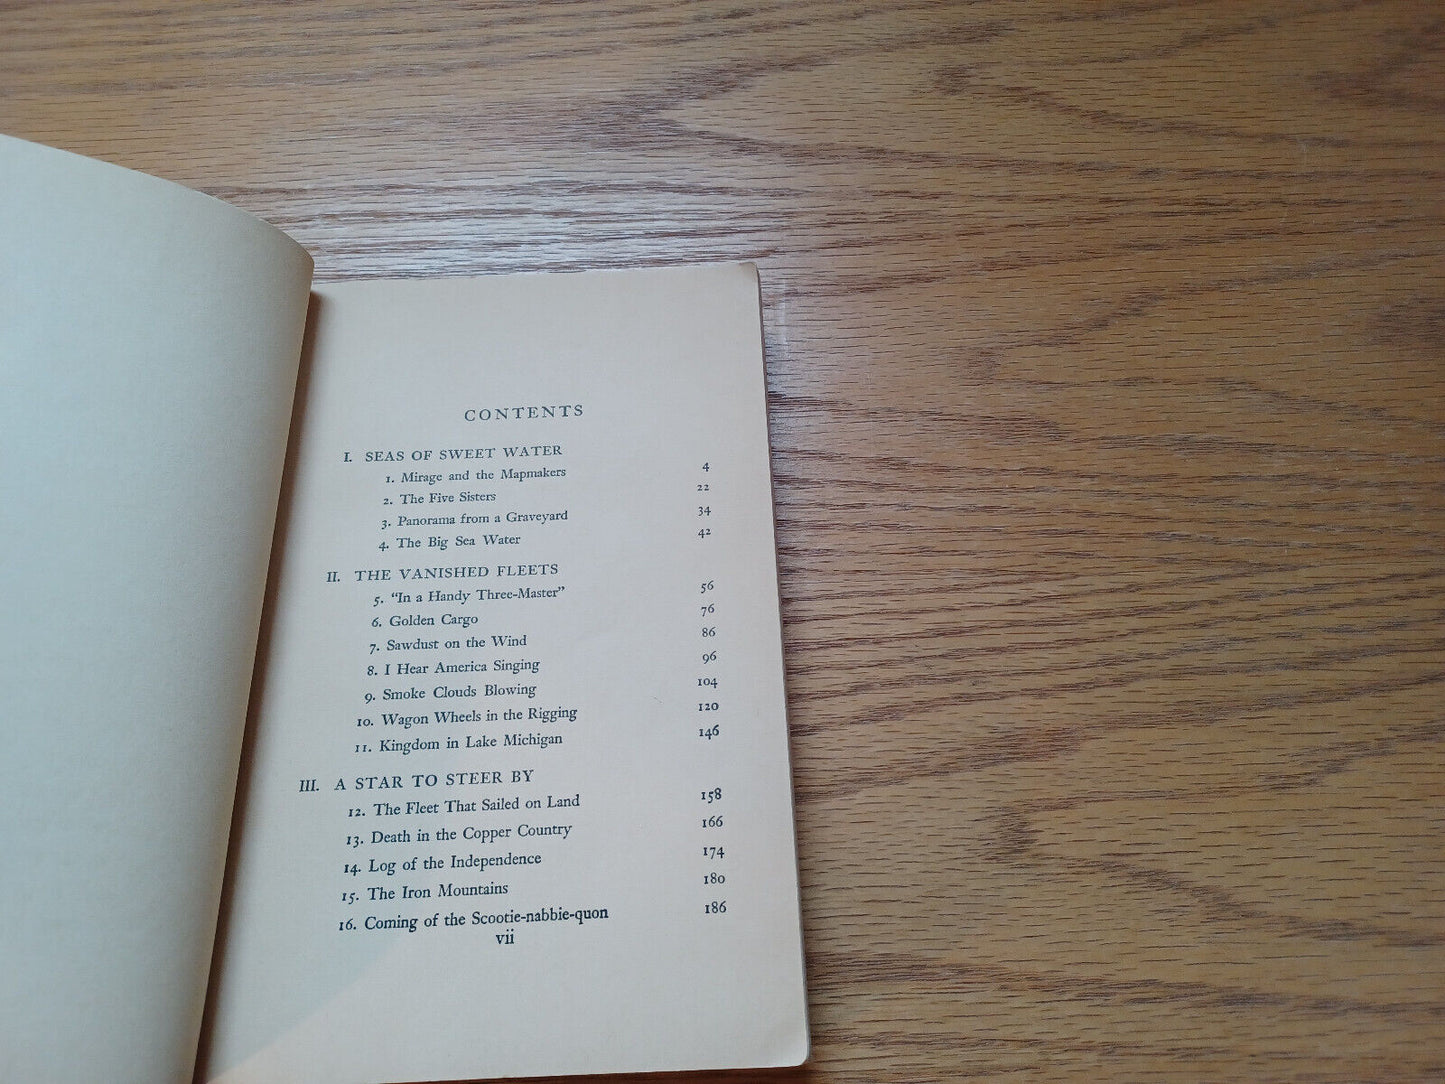 CONTENTS
I. SEAS OF SWEET WATER
1. Mirage and the Mapmakers 4
2. The Five Sisters 22
3. Panorama from a Graveyard 34
4. The Big Sea Water 42
II. THE VANISHED FLEETS
5. "In a Handy Three-Master" 56
6. Golden Cargo 76
7. Sawdust on the Wind 86
8. I Hear America Singing 96
9. Smoke Clouds Blowing 104
10. Wagon Wheels in the Rigging 120
11. Kingdom in Lake Michigan 146
III. A STAR TO STEER BY
12. The Fleet That Sailed on Land 158
13. Death in the Copper Country 166
14. Log of the Independence 174
15. The Iron Mountains 180
16. Coming of the Scootie-nabbie-quon 186
vii